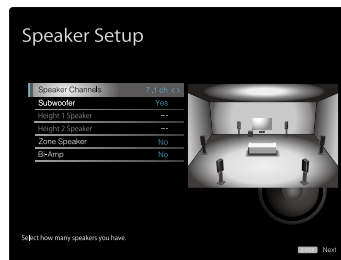 Speaker Setup
Speaker Channels 7.1 ch <>
Subwoofer Yes
Height 1 Speaker ---
Height 2 Speaker ---
Zone Speaker No
Bi-Amp No
Select how many speakers you have.
Next